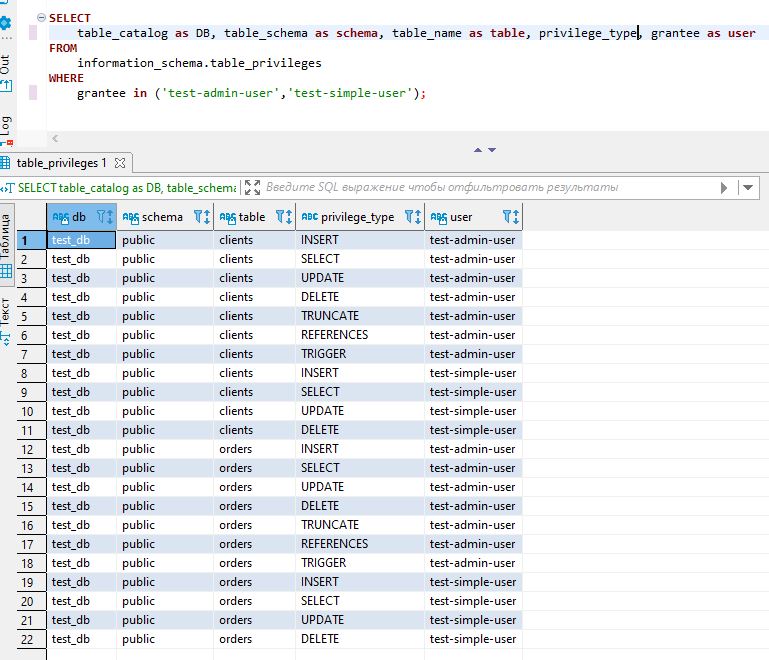 SELECT
table_catalog as DB, table_schema as schema, table_name as table, privilege_type, grantee as user
FROM
information_schema.table_privileges
WHERE
grantee in ('test-admin-user','test-simple-user');
Out
Log
table_privileges 1
SELECT table_catalog as DB, table_schema
Введите SQL выражение чтобы отфильтровать результаты
Таблица
Текст
ABC db ABC schema ABC table ABC privilege_type ABC user
1 test_db public clients INSERT test-admin-user
2 test_db public clients SELECT test-admin-user
3 test_db public clients UPDATE test-admin-user
4 test_db public clients DELETE test-admin-user
5 test_db public clients TRUNCATE test-admin-user
6 test_db public clients REFERENCES test-admin-user
7 test_db public clients TRIGGER test-admin-user
8 test_db public clients INSERT test-simple-user
9 test_db public clients SELECT test-simple-user
10 test_db public clients UPDATE test-simple-user
11 test_db public clients DELETE test-simple-user
12 test_db public orders INSERT test-admin-user
13 test_db public orders SELECT test-admin-user
14 test_db public orders UPDATE test-admin-user
15 test_db public orders DELETE test-admin-user
16 test_db public orders TRUNCATE test-admin-user
17 test_db public orders REFERENCES test-admin-user
18 test_db public orders TRIGGER test-admin-user
19 test_db public orders INSERT test-simple-user
20 test_db public orders SELECT test-simple-user
21 test_db public orders UPDATE test-simple-user
22 test_db public orders DELETE test-simple-user